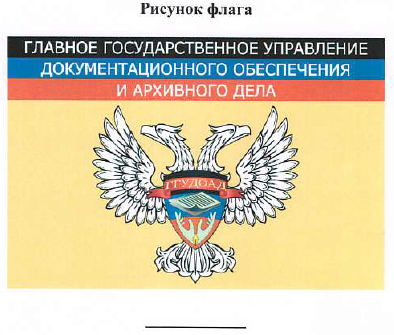 Рисунок флага
ГЛАВНОЕ ГОСУДАРСТВЕННОЕ УПРАВЛЕНИЕ
ДОКУМЕНТАЦИОННОГО ОБЕСПЕЧЕНИЯ
И АРХИВНОГО ДЕЛА
ГГУДОАД